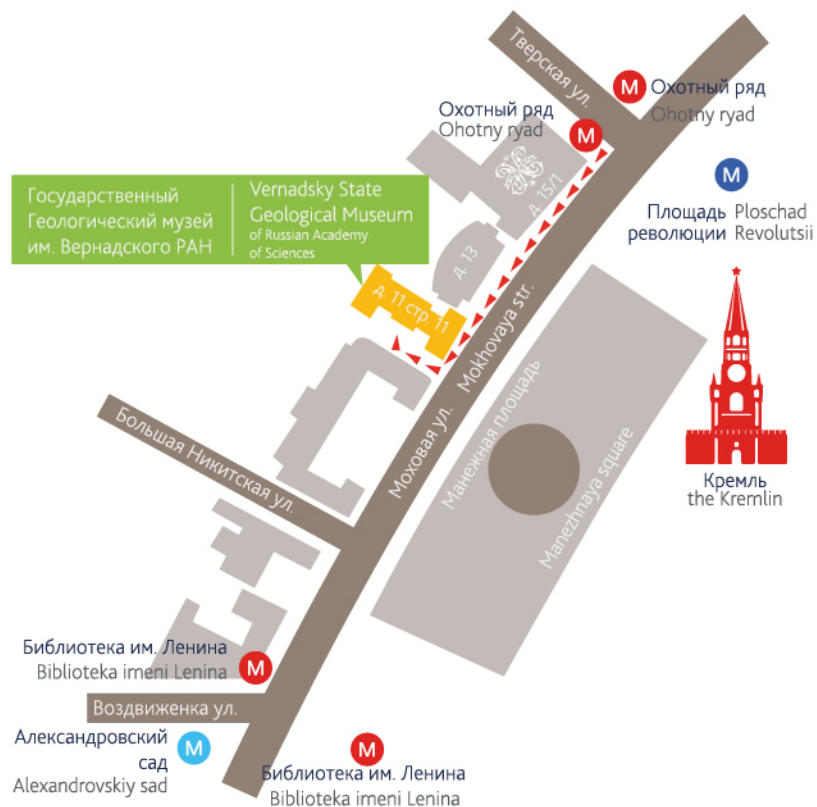 Тверская ул.
М
Охотный ряд
Ohotny ryad
Охотный ряд
Ohotny ryad
М
д. 15/1
М
Площадь
революции
Ploschad
Revolutsii
Государственный
Геологический музей
им. Вернадского РАН
Vernadsky State
Geological Museum
of Russian Academy
of Sciences
д. 13
д. 11 стр. 11
Mokhovaya str.
Моховая ул.
Манежная площадь
Manezhnaya square
Кремль
the Kremlin
Большая Никитская ул.
Библиотека им. Ленина
Biblioteka imeni Lenina
М
Воздвиженка ул.
Александровский
сад
Alexandrovskiy sad
М
М
Библиотека им. Ленина
Biblioteka imeni Lenina